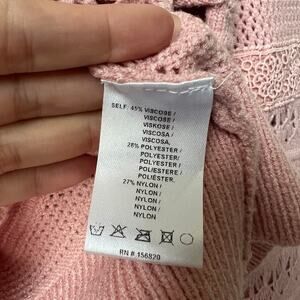 SELF: 45% VISCOSE /
VISCOSE /
VISKOSE /
VISCOSA /
VISCOSA,
28% POLYESTER /
POLYESTER /
POLYESTER /
POLIESTERE /
POLIÉSTER,
27% NYLON /
NYLON /
NYLON /
NYLON /
NYLON
RN # 156820